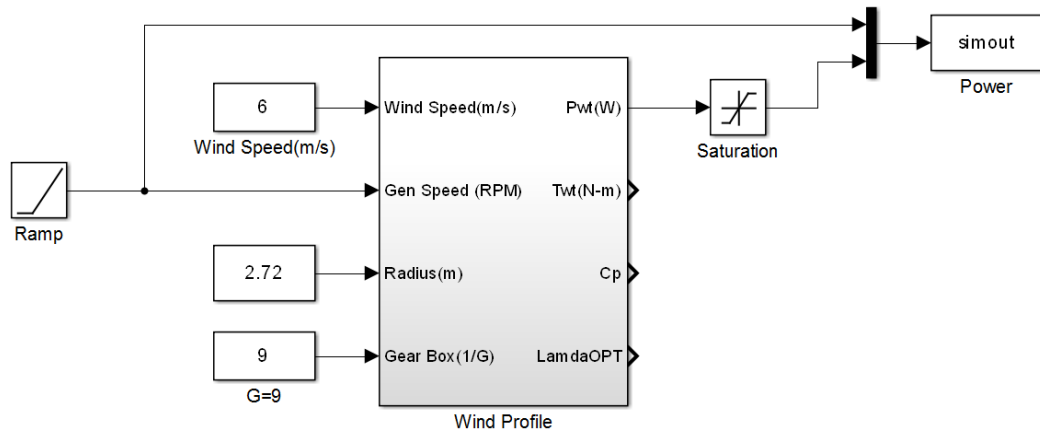 simout
Power
6
Wind Speed(m/s)
Wind Speed(m/s)
Pwt(W)
Saturation
Ramp
Gen Speed (RPM)
Twt(N-m)
2.72
Radius(m)
Cp
9
G=9
Gear Box(1/G)
LamdaOPT
Wind Profile